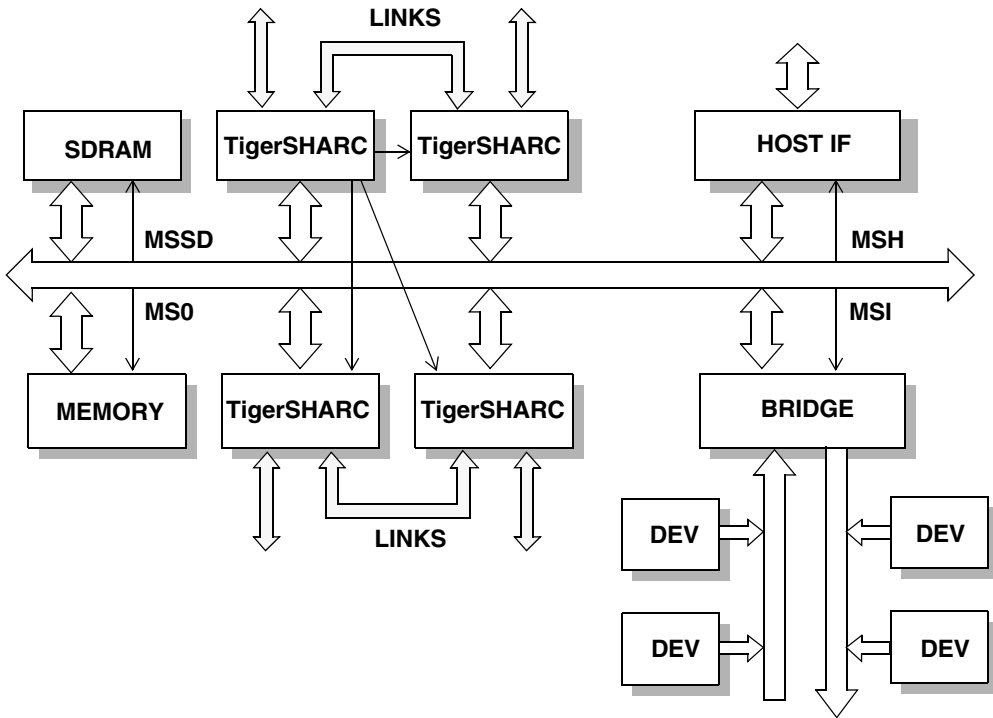 LINKS
SDRAM
TigerSHARC
TigerSHARC
HOST IF
MSSD
MSH
MS0
MSI
MEMORY
TigerSHARC
TigerSHARC
BRIDGE
LINKS
DEV
DEV
DEV
DEV